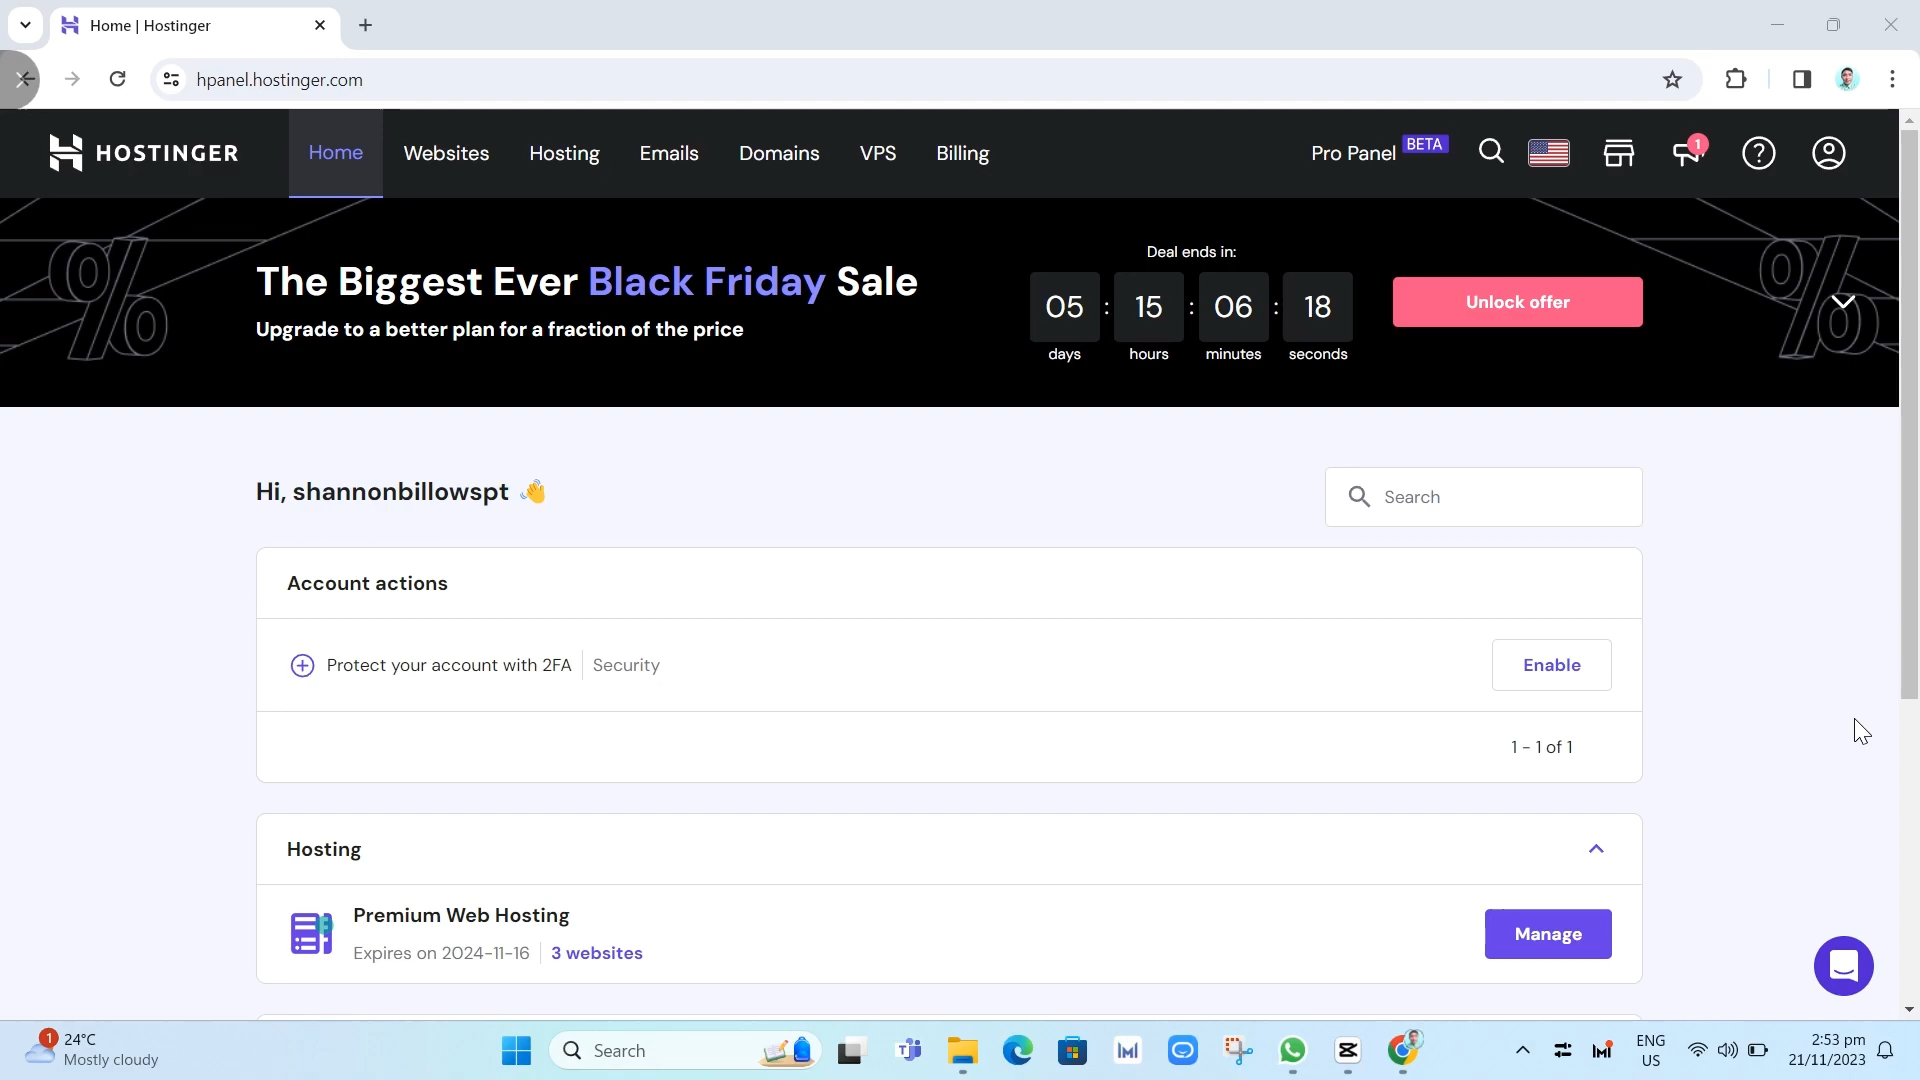 Home | Hostinger
hpanel.hostinger.com
HOSTINGER
Home
Websites
Hosting
Emails
Domains
VPS
Billing
Pro Panel
BETA
1
The Biggest Ever Black Friday Sale
Upgrade to a better plan for a fraction of the price
Deal ends in:
05 : 15 : 06 : 18
days hours minutes seconds
Unlock offer
Hi, shannonbillowspt
Search
Account actions
Protect your account with 2FA
Security
Enable
1 - 1 of 1
Hosting
Premium Web Hosting
Expires on 2024-11-16
3 websites
Manage
1
24°C
Mostly cloudy
Search
ENG
US
2:53 pm
21/11/2023